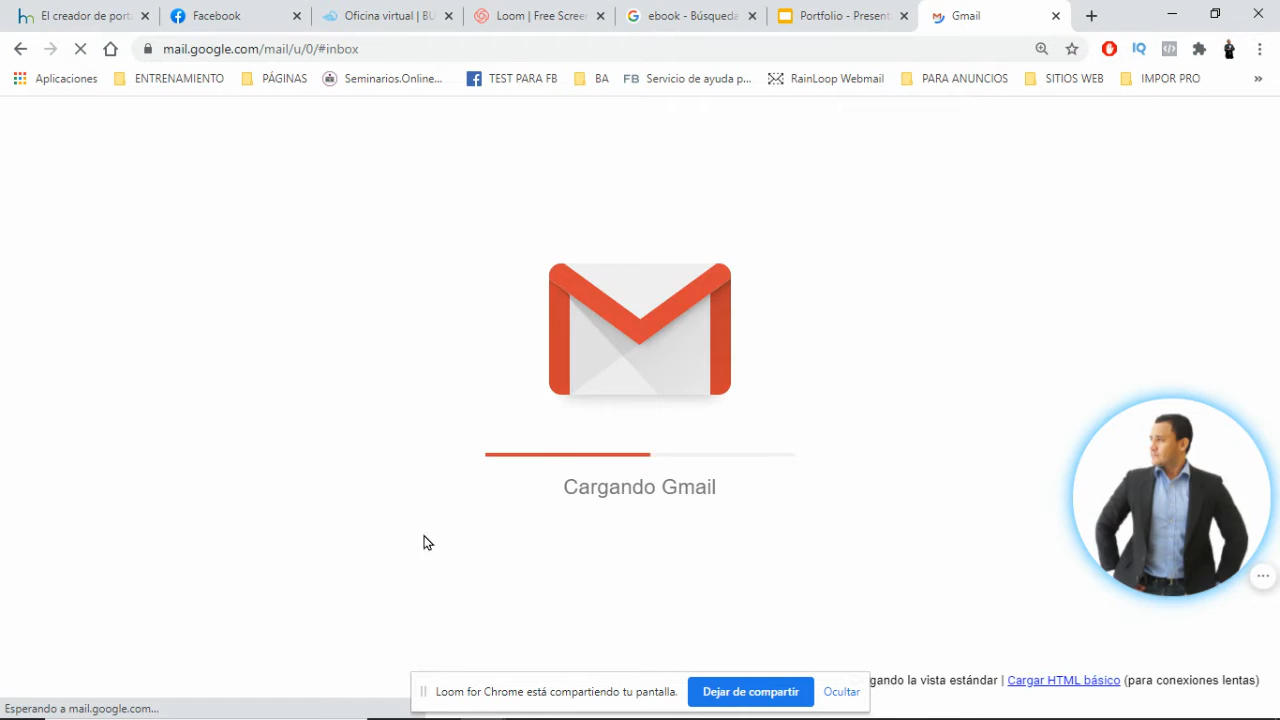 El creador de port
Facebook
Oficina virtual | BU
Loom | Free Scree
ebook - Búsqueda
Portfolio - Present
Gmail
mail.google.com/mail/u/0/#inbox
Aplicaciones
ENTRENAMIENTO
PÁGINAS
Seminarios.Online...
TEST PARA FB
BA
FB Servicio de ayuda p...
RainLoop Webmail
PARA ANUNCIOS
SITIOS WEB
IMPOR PRO
»
Cargando Gmail
Loom for Chrome está compartiendo tu pantalla.
Dejar de compartir
Ocultar
gando la vista estándar | Cargar HTML básico (para conexiones lentas)
Esperando a mail.google.com...